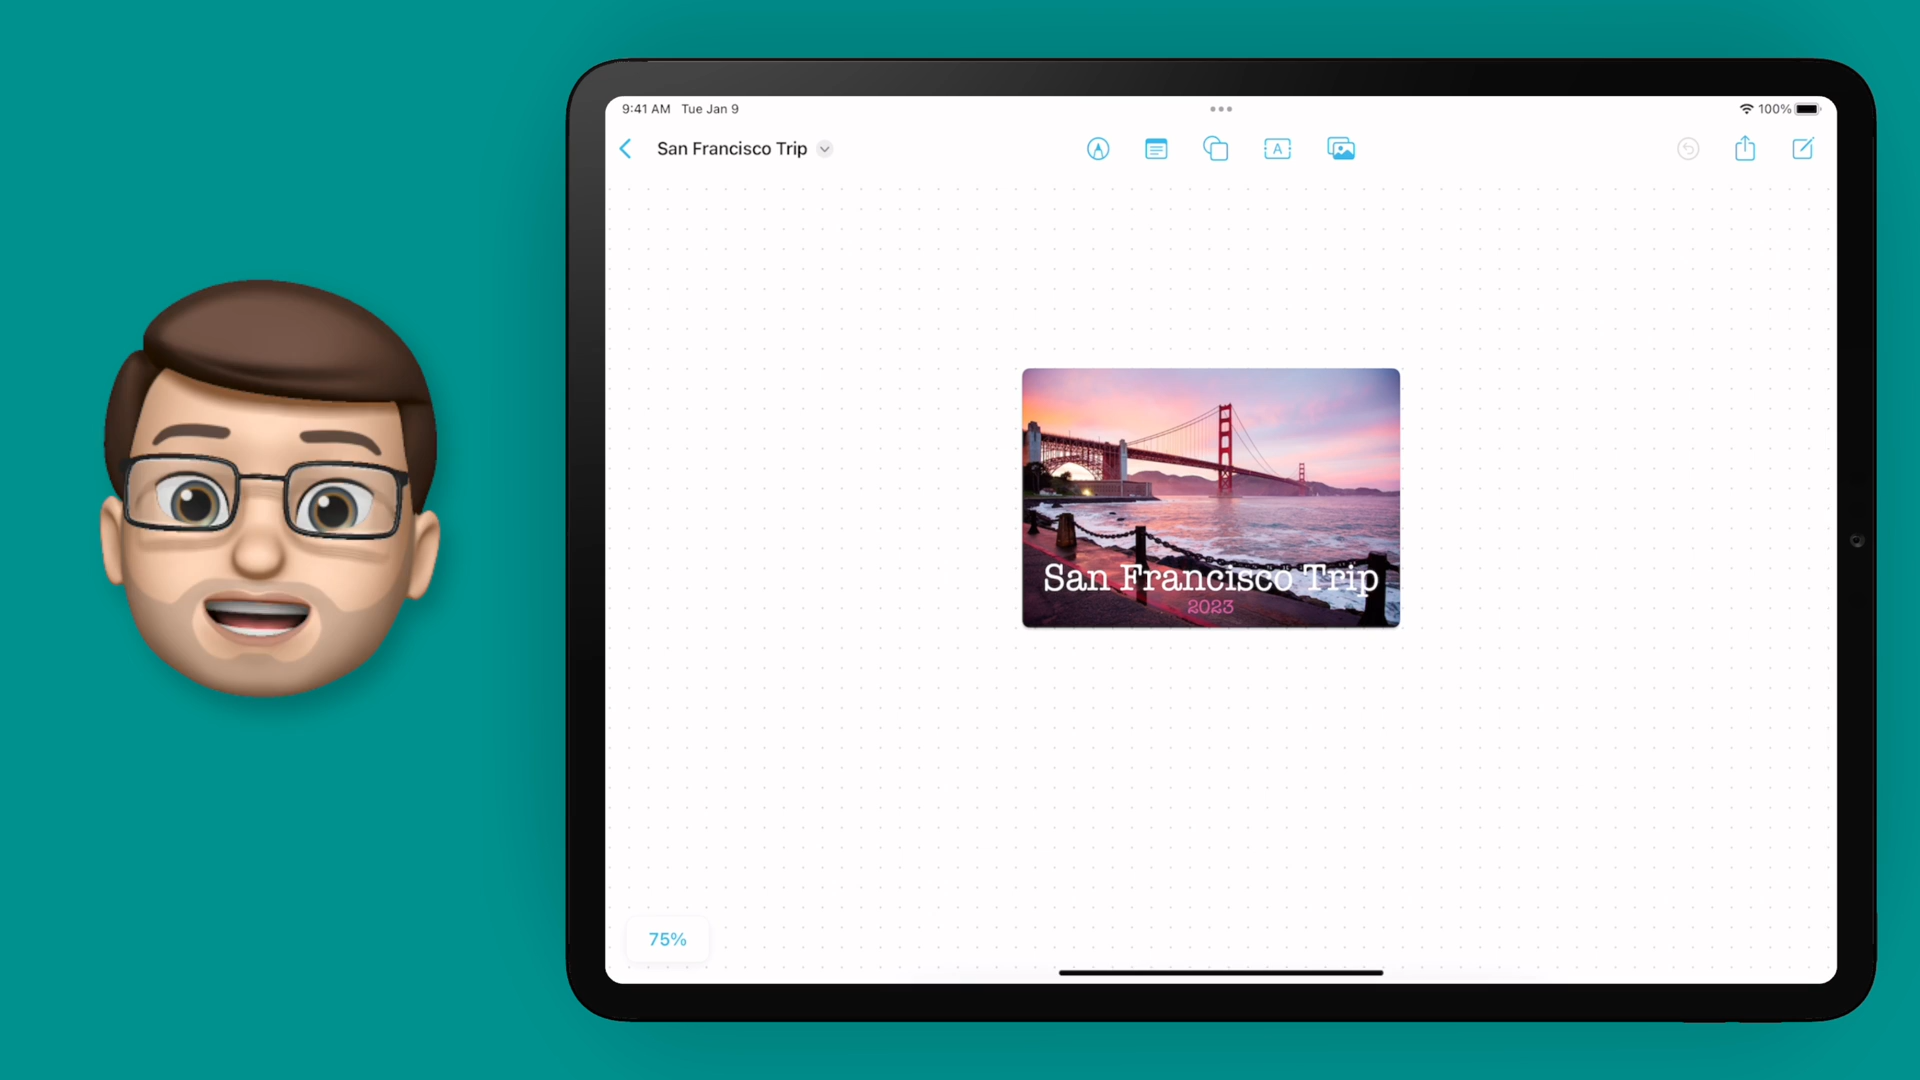 9:41 AM Tue Jan 9
100%
San Francisco Trip
A
San Francisco Trip
2023
75%